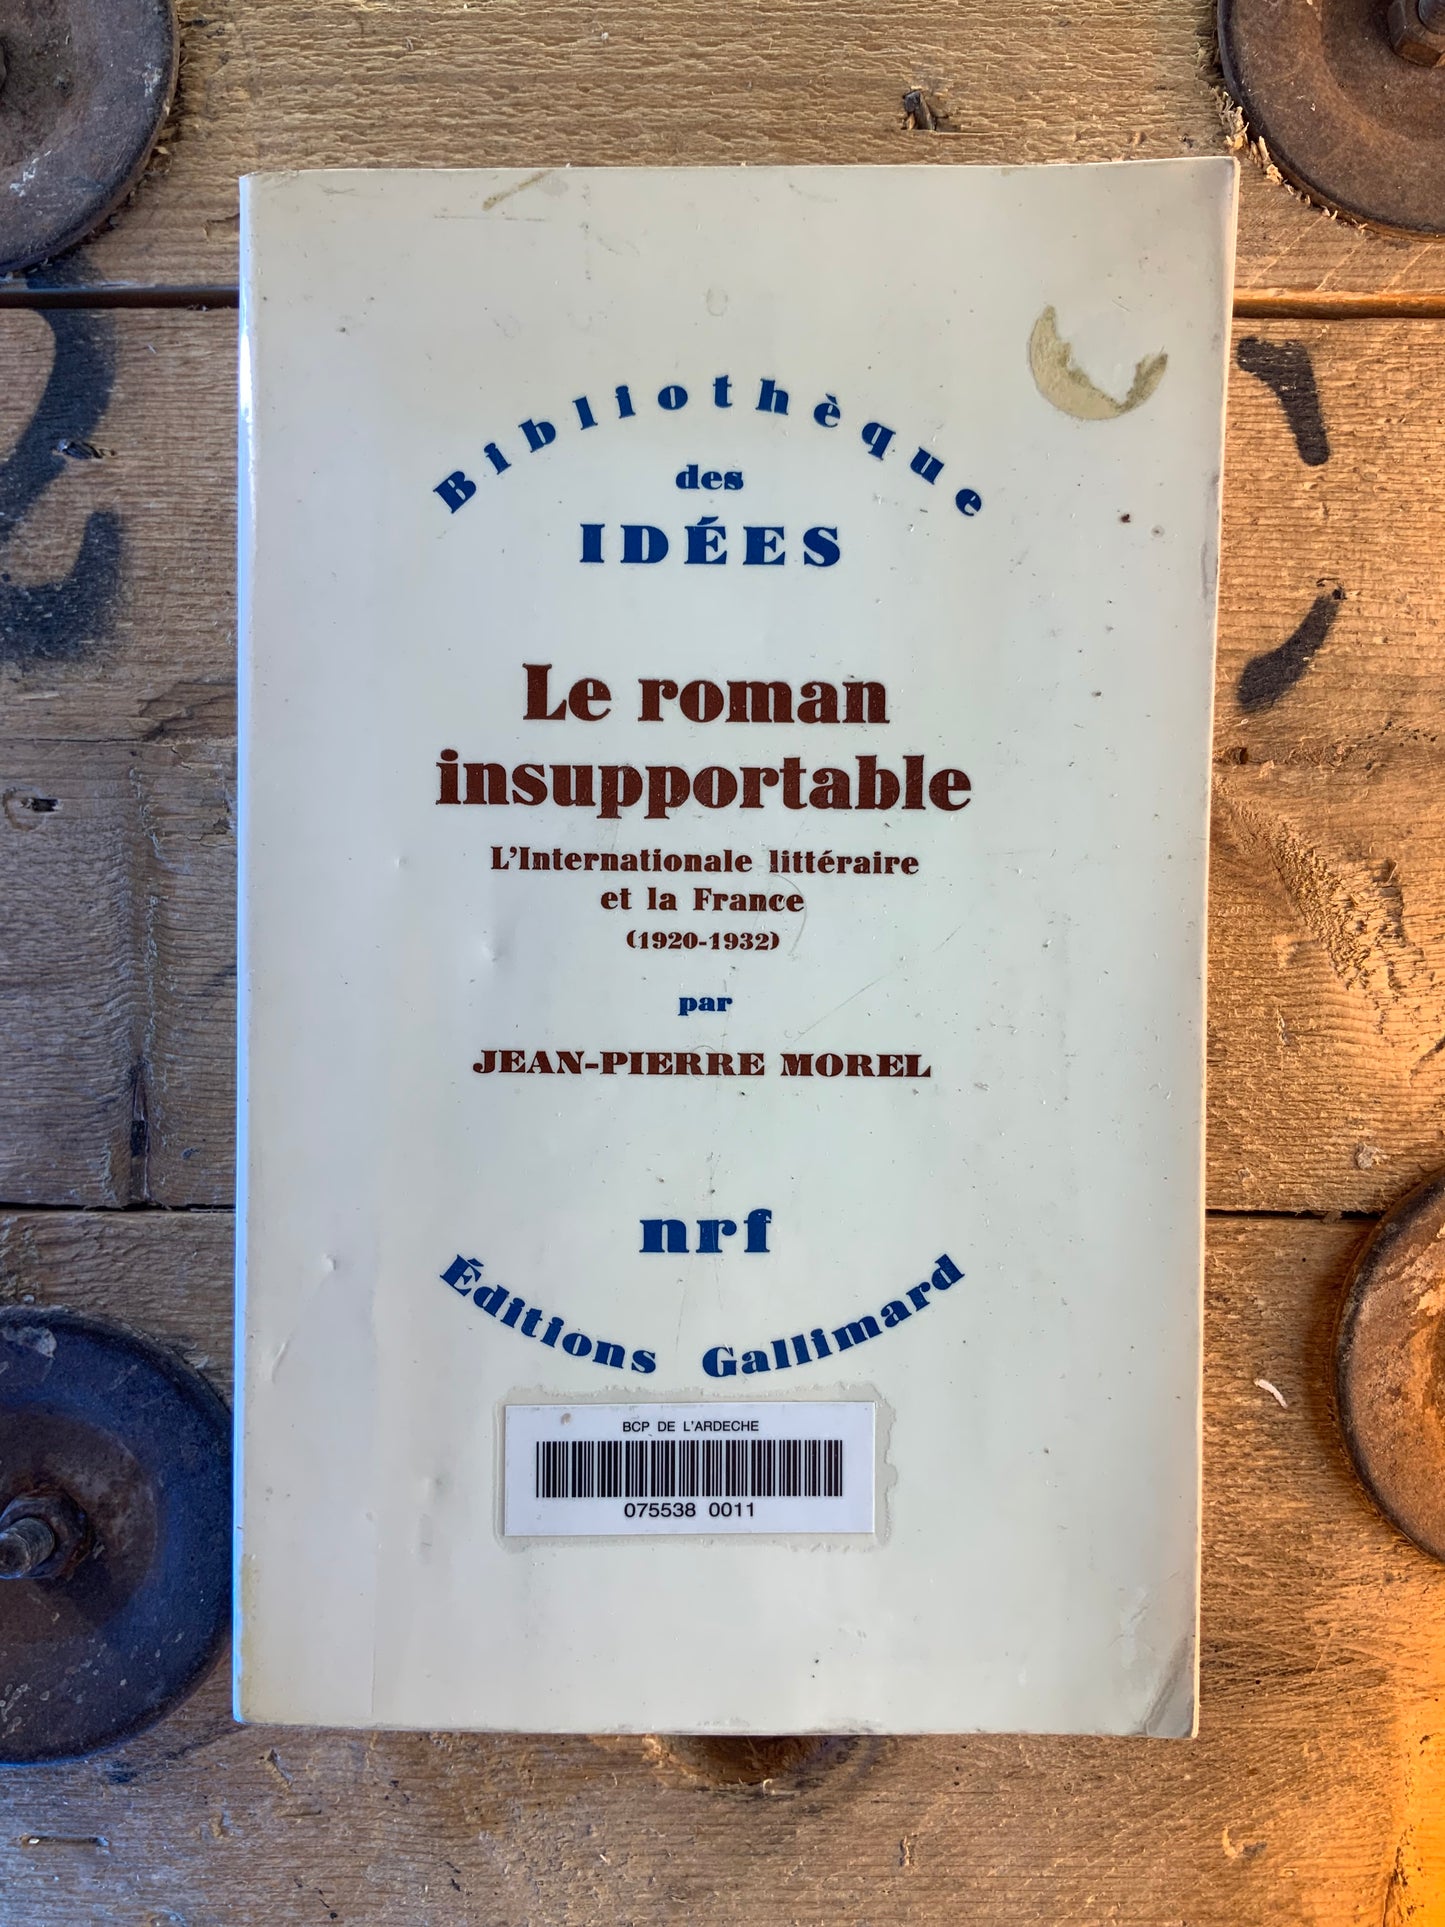 Bibliothèque
des
IDÉES
Le roman
insupportable
L'Internationale littéraire
et la France
(1920-1932)
par
JEAN-PIERRE MOREL
nrf
Éditions Gallimard
BCP DE L'ARDECHE
075538 0011